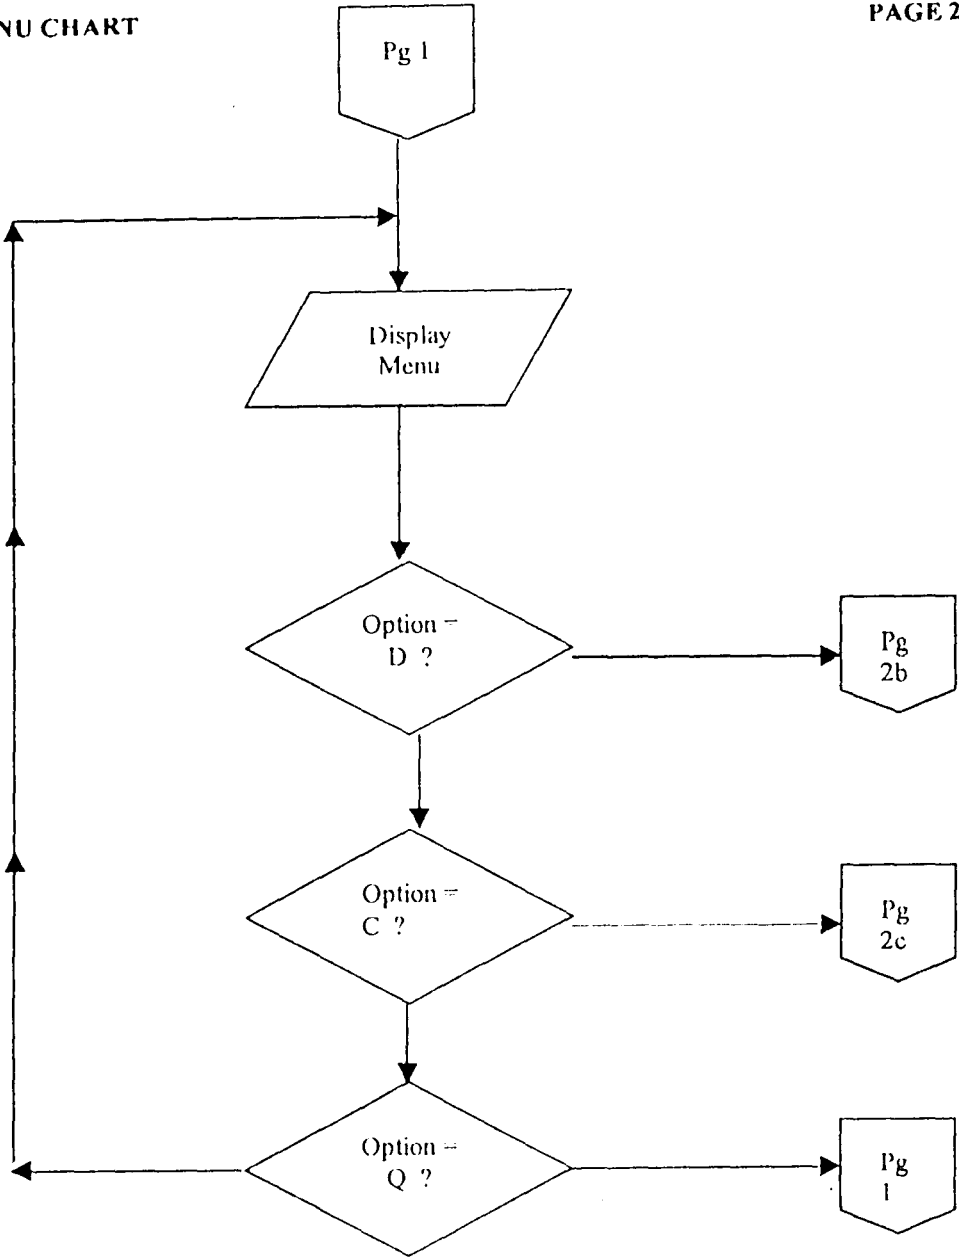 NU CHART
PAGE 2
Pg 1
Display
Menu
Option =
D ?
Pg
2b
Option =
C ?
Pg
2c
Option =
Q ?
Pg
1